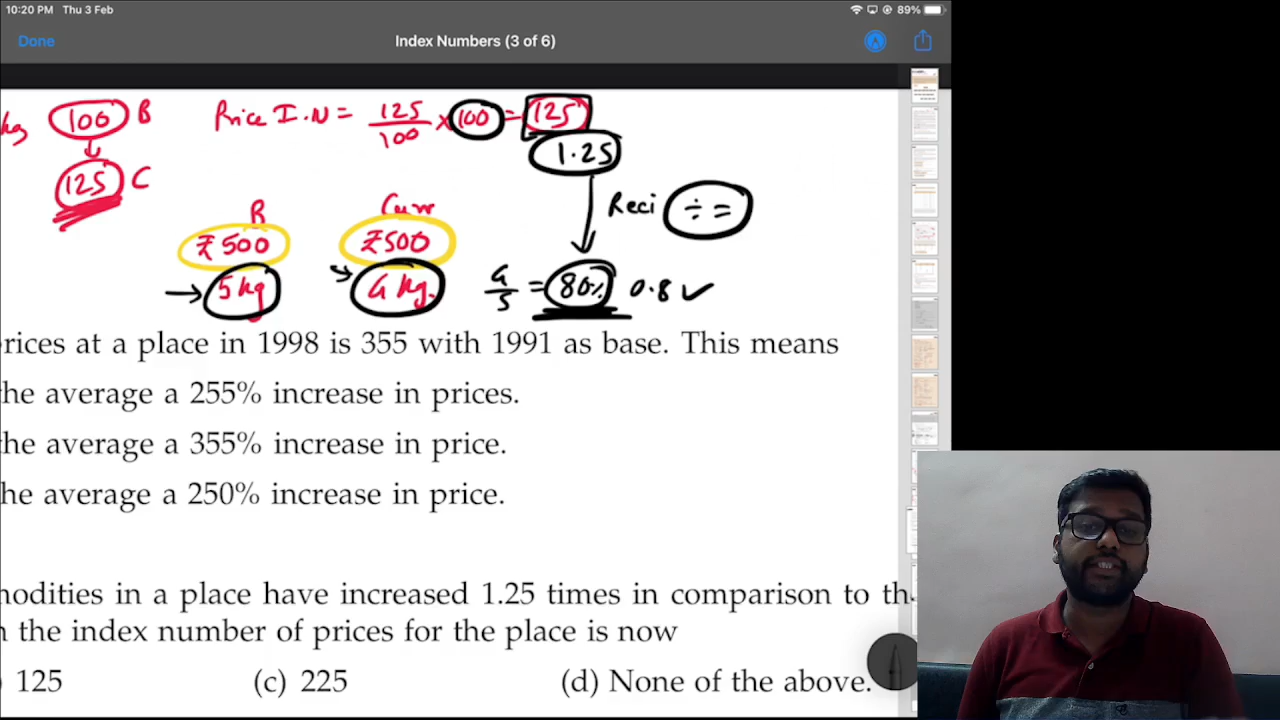 10:20 PM Thu 3 Feb
89%
Done
Index Numbers (3 of 6)
kg 100 B
Price I.N = 125/100 × 100 = 125
1.25
125 C
Reci ÷ =
B Curr
₹500 ₹500
5 kg 4 kg. 4/5 = 80% 0.8 ✓
rices at a place in 1998 is 355 with 1991 as base. This means
he average a 255% increase in prices.
he average a 355% increase in price.
he average a 250% increase in price.
modities in a place have increased 1.25 times in comparison to th
n the index number of prices for the place is now
125 (c) 225 (d) None of the above.